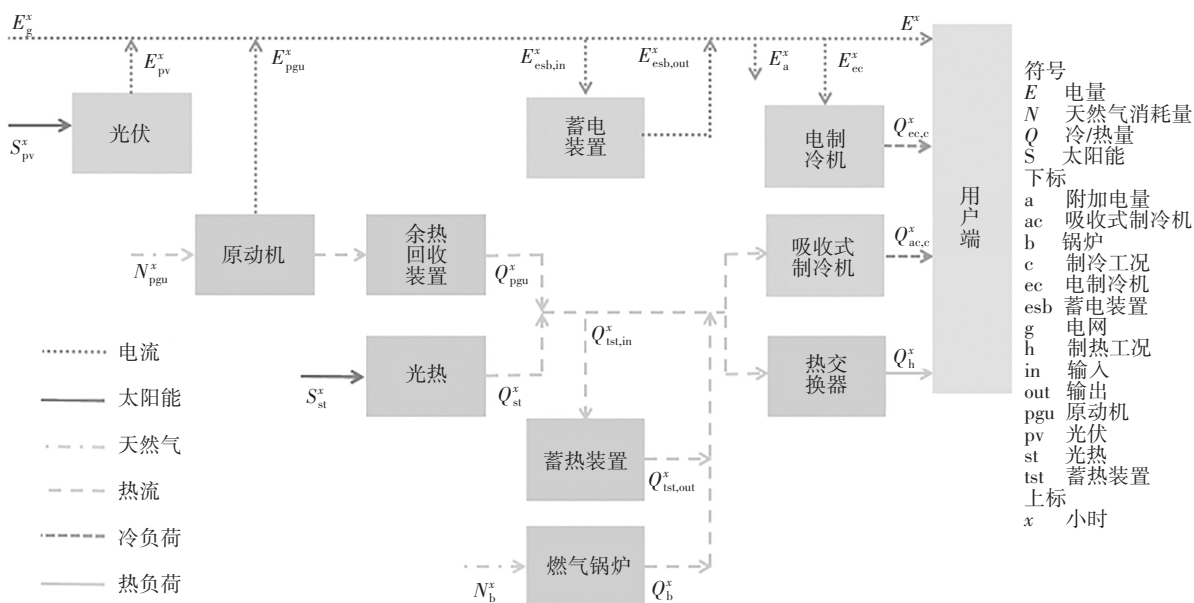 E_g^x
E^x
E_pv^x
E_pgu^x
E_esb,in^x
E_esb,out^x
E_a^x
E_ec^x
S_pv^x
光伏
蓄电
装置
电制
冷机
Q_ec,c^x
用户端
N_pgu^x
原动机
余热
回收
装置
Q_pgu^x
吸收式
制冷机
Q_ac,c^x
Q_tst,in^x
S_st^x
光热
Q_st^x
热交
换器
Q_h^x
蓄热装置
Q_tst,out^x
N_b^x
燃气锅炉
Q_b^x
电流
太阳能
天然气
热流
冷负荷
热负荷
符号
E 电量
N 天然气消耗量
Q 冷/热量
S 太阳能
下标
a 附加电量
ac 吸收式制冷机
b 锅炉
c 制冷工况
ec 电制冷机
esb 蓄电装置
g 电网
h 制热工况
in 输入
out 输出
pgu 原动机
pv 光伏
st 光热
tst 蓄热装置
上标
x 小时